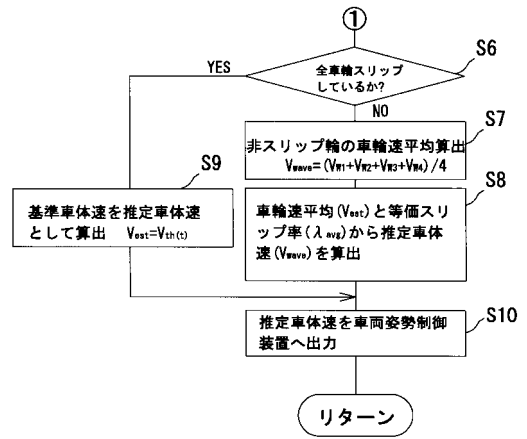 ①
S6
全車輪スリップ
しているか?
YES
NO
S7
非スリップ輪の車輪速平均算出
Vwave=(VW1+VW2+VW3+VW4)/4
S9
基準車体速を推定車体速
として算出 Vest=Vth(t)
S8
車輪速平均(Vest)と等価スリ
ップ率(λavg)から推定車体
速(Vwave)を算出
S10
推定車体速を車両姿勢制御
装置へ出力
リターン